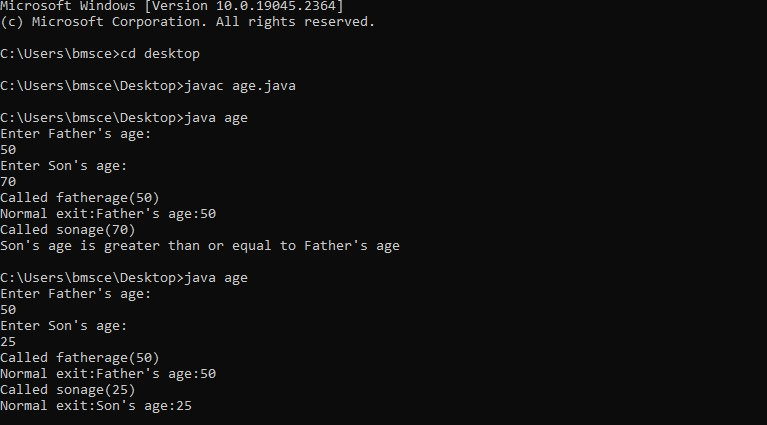 Microsoft Windows [Version 10.0.19045.2364]
(c) Microsoft Corporation. All rights reserved.
C:\Users\bmsce>cd desktop
C:\Users\bmsce\Desktop>javac age.java
C:\Users\bmsce\Desktop>java age
Enter Father's age:
50
Enter Son's age:
70
Called fatherage(50)
Normal exit:Father's age:50
Called sonage(70)
Son's age is greater than or equal to Father's age
C:\Users\bmsce\Desktop>java age
Enter Father's age:
50
Enter Son's age:
25
Called fatherage(50)
Normal exit:Father's age:50
Called sonage(25)
Normal exit:Son's age:25